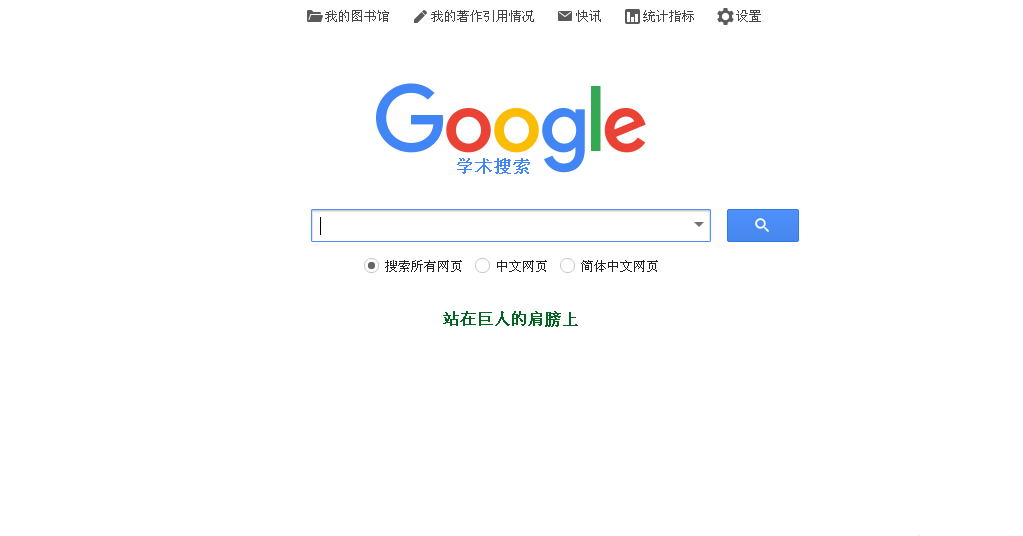 我的图书馆 我的著作引用情况 快讯 统计指标 设置
Google
学术搜索
搜索所有网页 中文网页 简体中文网页
站在巨人的肩膀上